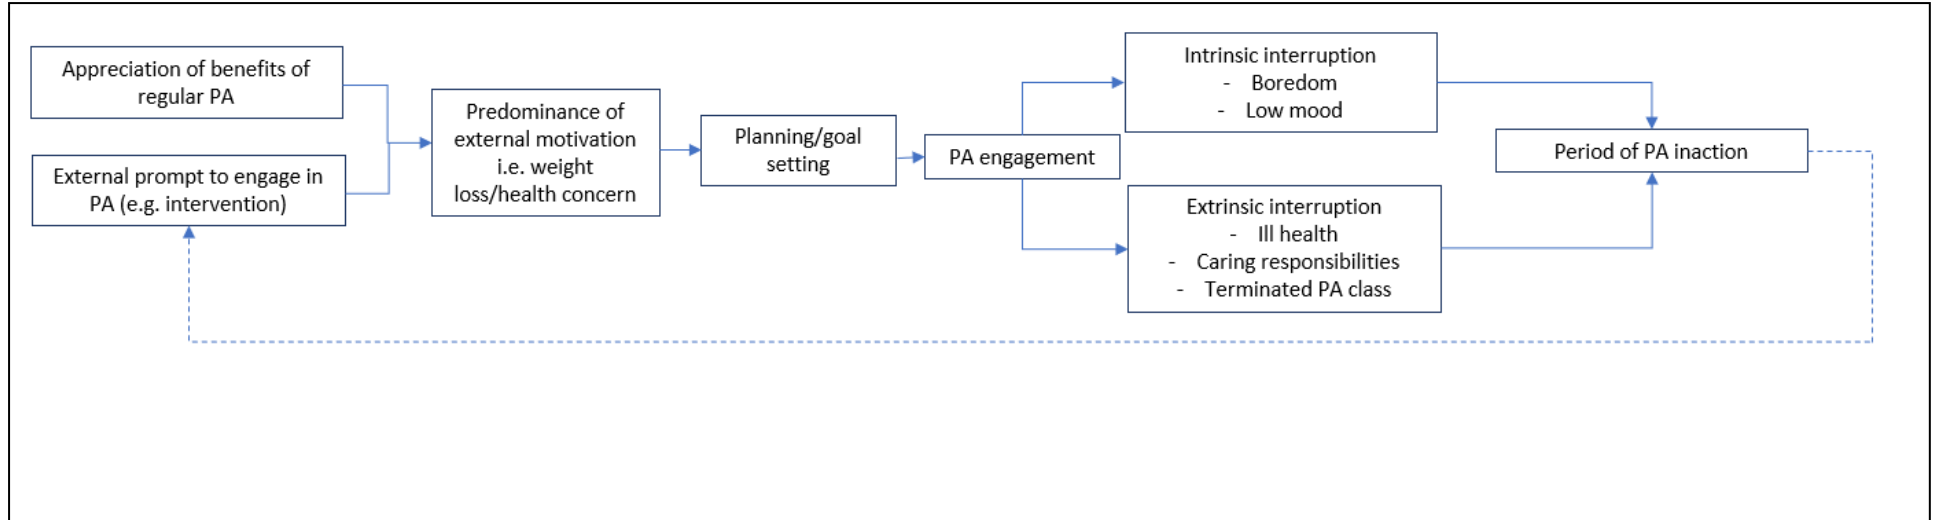 Appreciation of benefits of
regular PA
External prompt to engage in
PA (e.g. intervention)
Predominance of
external motivation
i.e. weight
loss/health concern
Planning/goal
setting
PA engagement
Intrinsic interruption
- Boredom
- Low mood
Extrinsic interruption
- Ill health
- Caring responsibilities
- Terminated PA class
Period of PA inaction